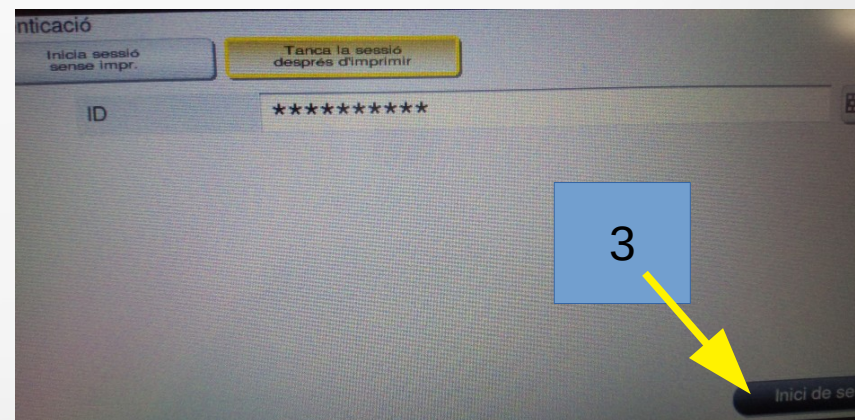 nticació
Inicia sessió
sense impr.
Tanca la sessió
després d'imprimir
ID
**********
3
Inici de se